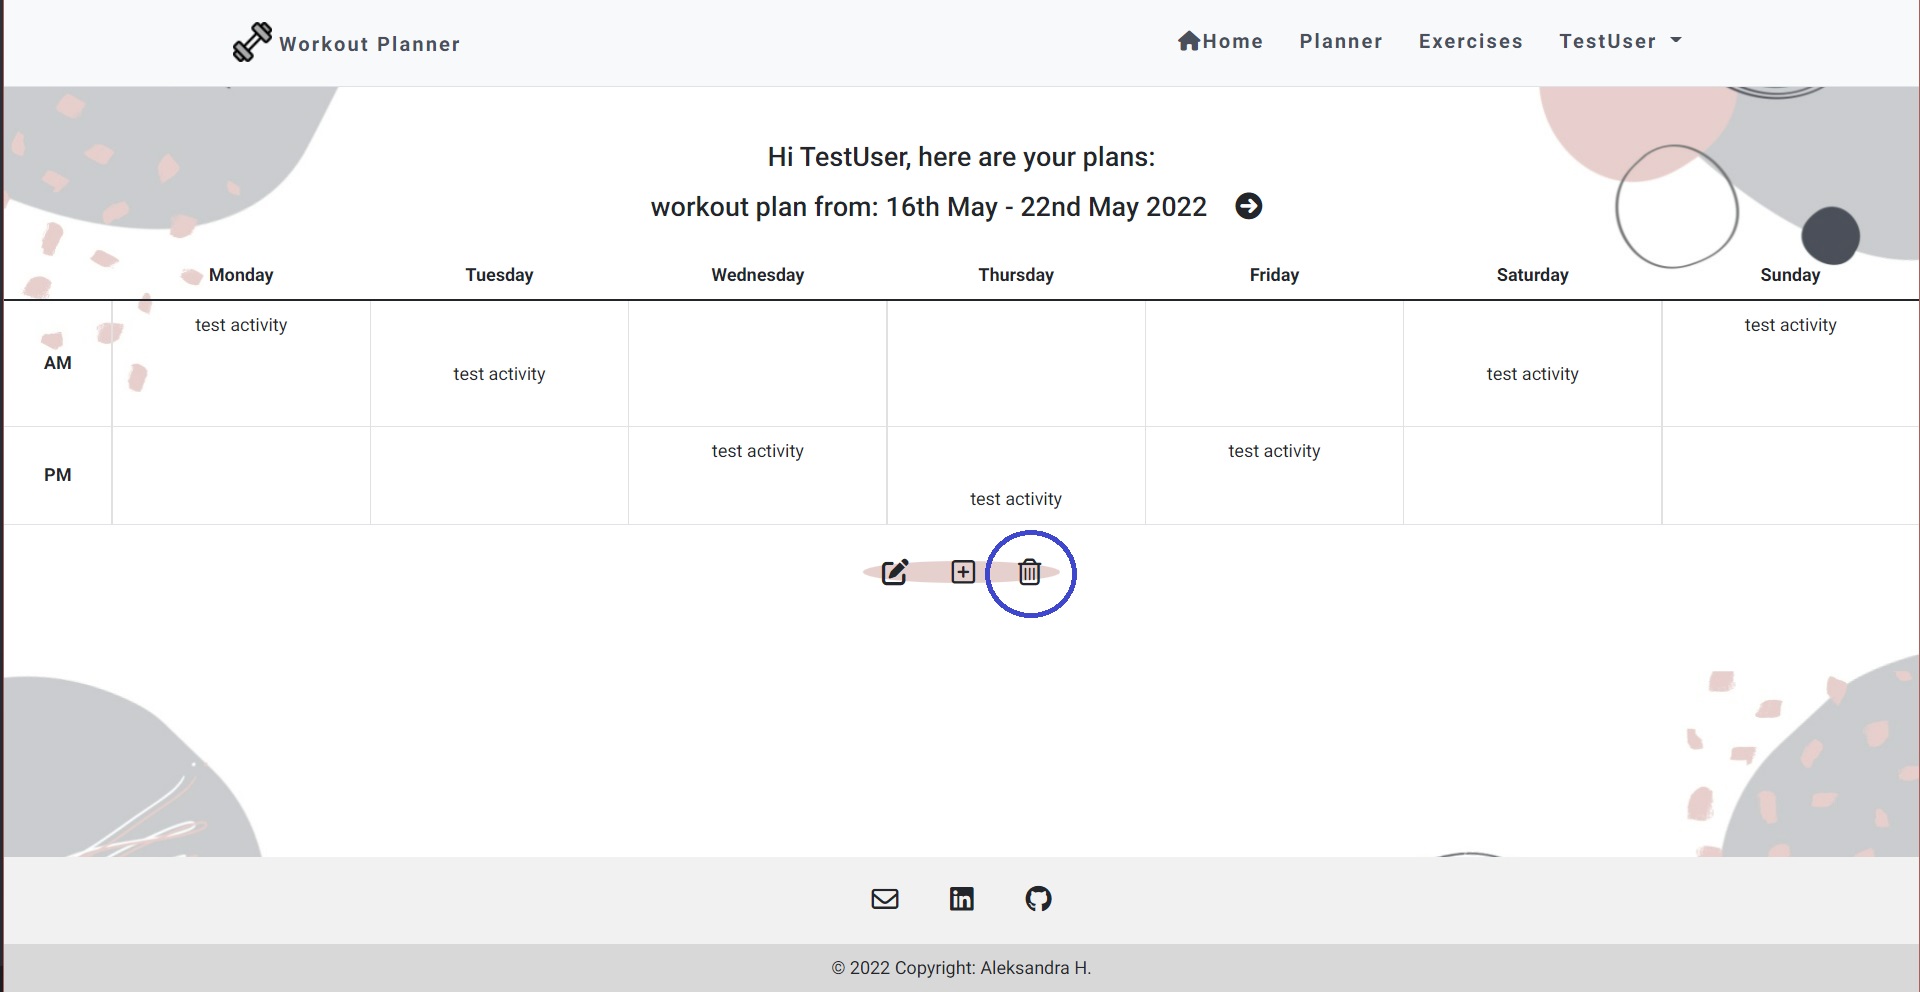 Workout Planner
Home Planner Exercises TestUser
Hi TestUser, here are your plans:
workout plan from: 16th May - 22nd May 2022
Monday Tuesday Wednesday Thursday Friday Saturday Sunday
AM
test activity
test activity
test activity
test activity
PM
test activity
test activity
test activity
in
© 2022 Copyright: Aleksandra H.